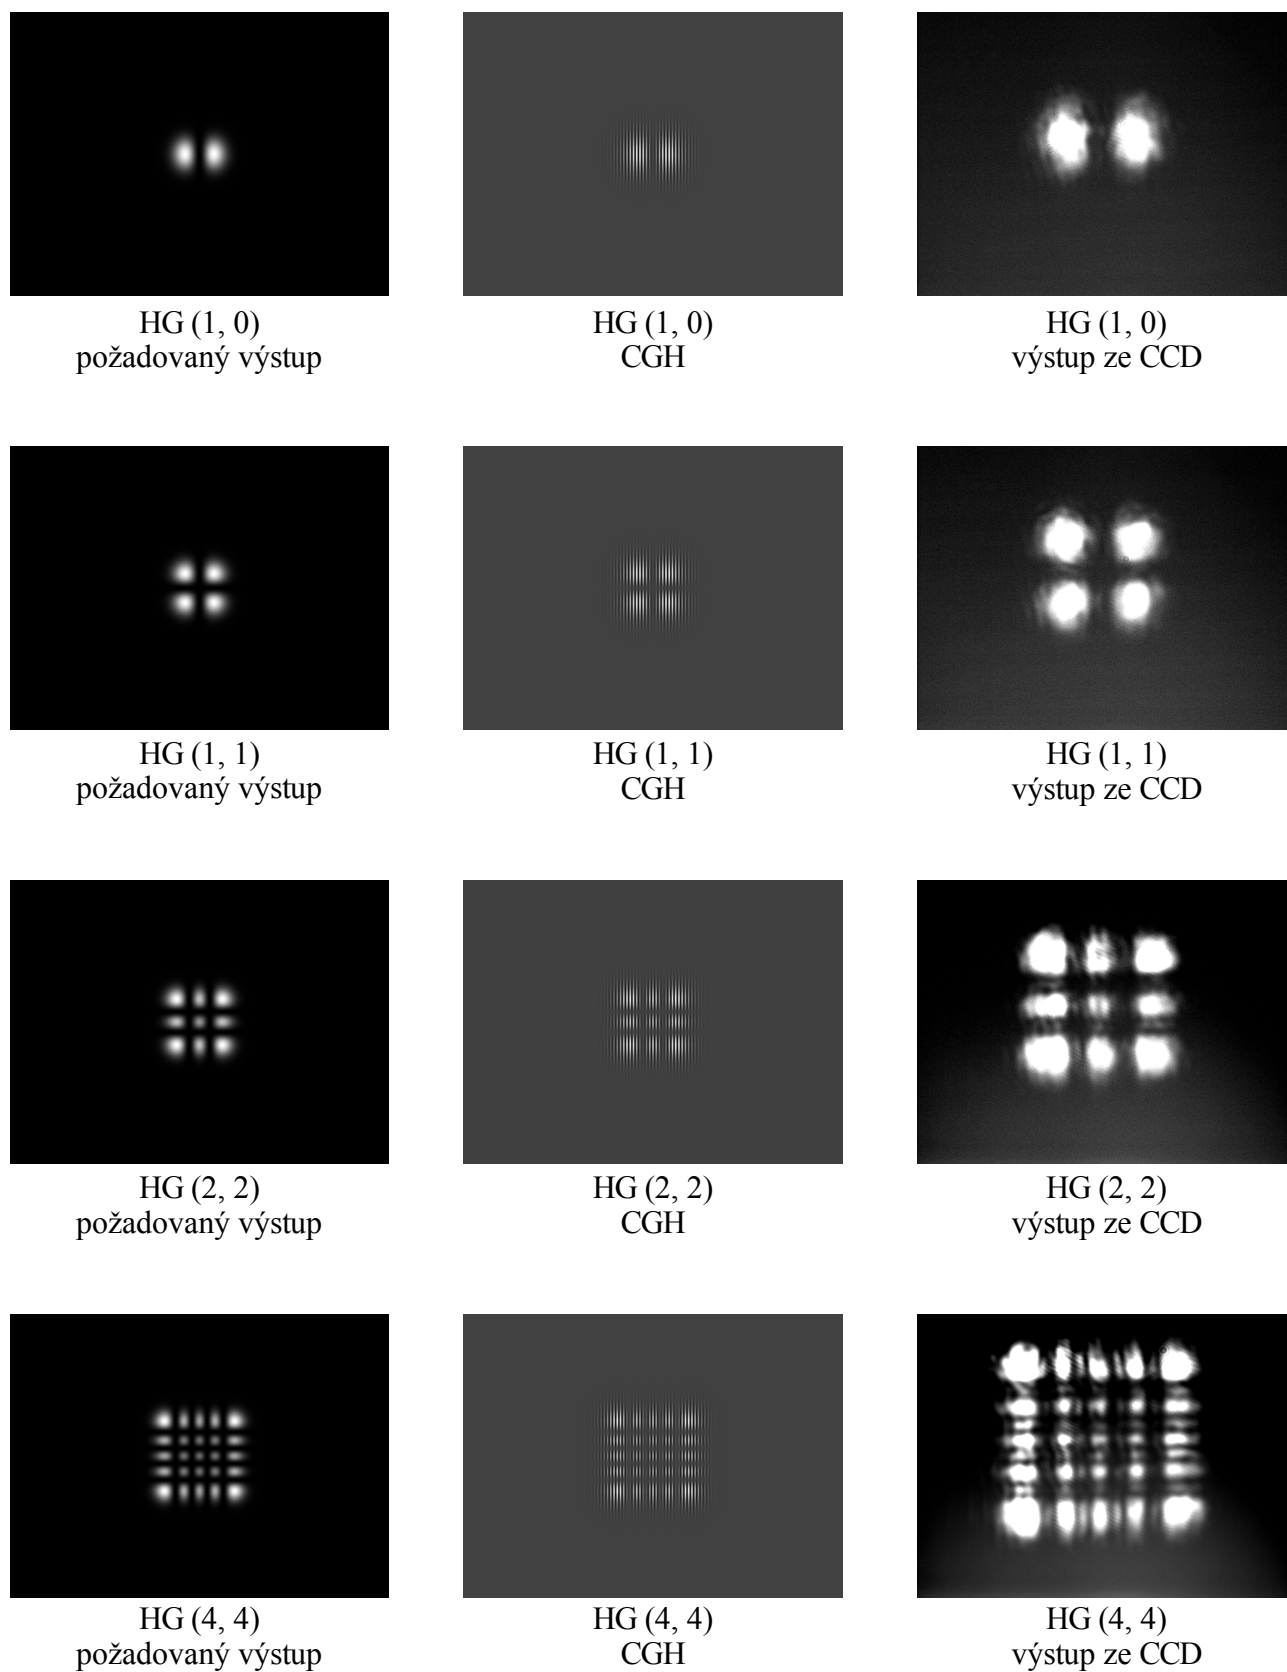 HG (1, 0)
požadovaný výstup
HG (1, 0)
CGH
HG (1, 0)
výstup ze CCD
HG (1, 1)
požadovaný výstup
HG (1, 1)
CGH
HG (1, 1)
výstup ze CCD
HG (2, 2)
požadovaný výstup
HG (2, 2)
CGH
HG (2, 2)
výstup ze CCD
HG (4, 4)
požadovaný výstup
HG (4, 4)
CGH
HG (4, 4)
výstup ze CCD